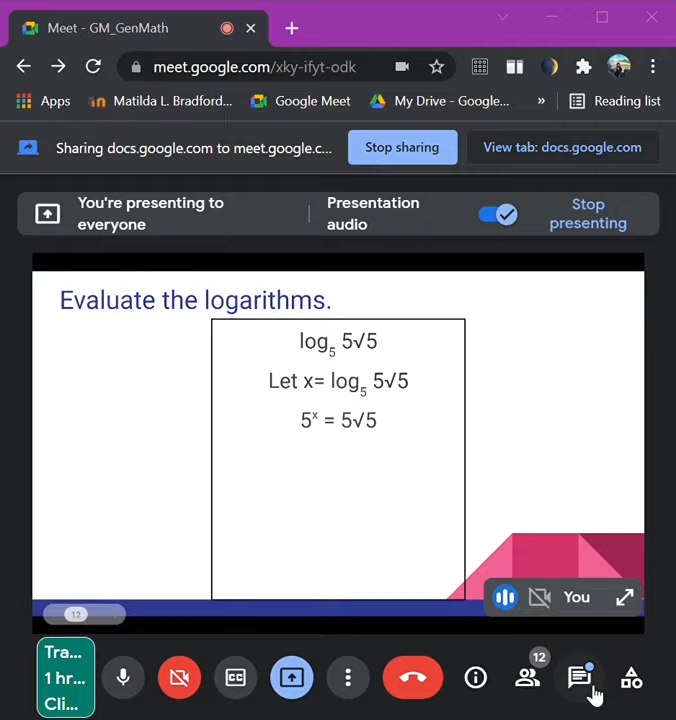 Meet - GM_GenMath
meet.google.com/xky-ifyt-odk
Apps
Matilda L. Bradford...
Google Meet
My Drive - Google...
»
Reading list
Sharing docs.google.com to meet.google.c...
Stop sharing
View tab: docs.google.com
You're presenting to everyone
Presentation audio
Stop presenting
Evaluate the logarithms.
log₅ 5√5
Let x= log₅ 5√5
5ˣ = 5√5
12
You
Tra...
1 hr...
Cli...
CC
12